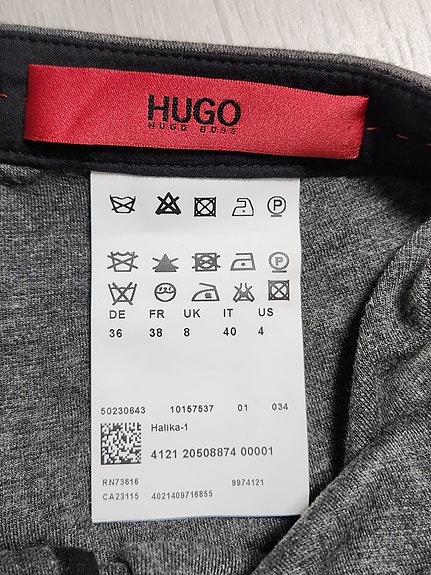 HUGO
HUGO BOSS
P
P
DE FR UK IT US
36 38 8 40 4
50230643 10157537 01 034
Halika-1
4121 20508874 00001
RN73616 9974121
CA23115 4021409716855